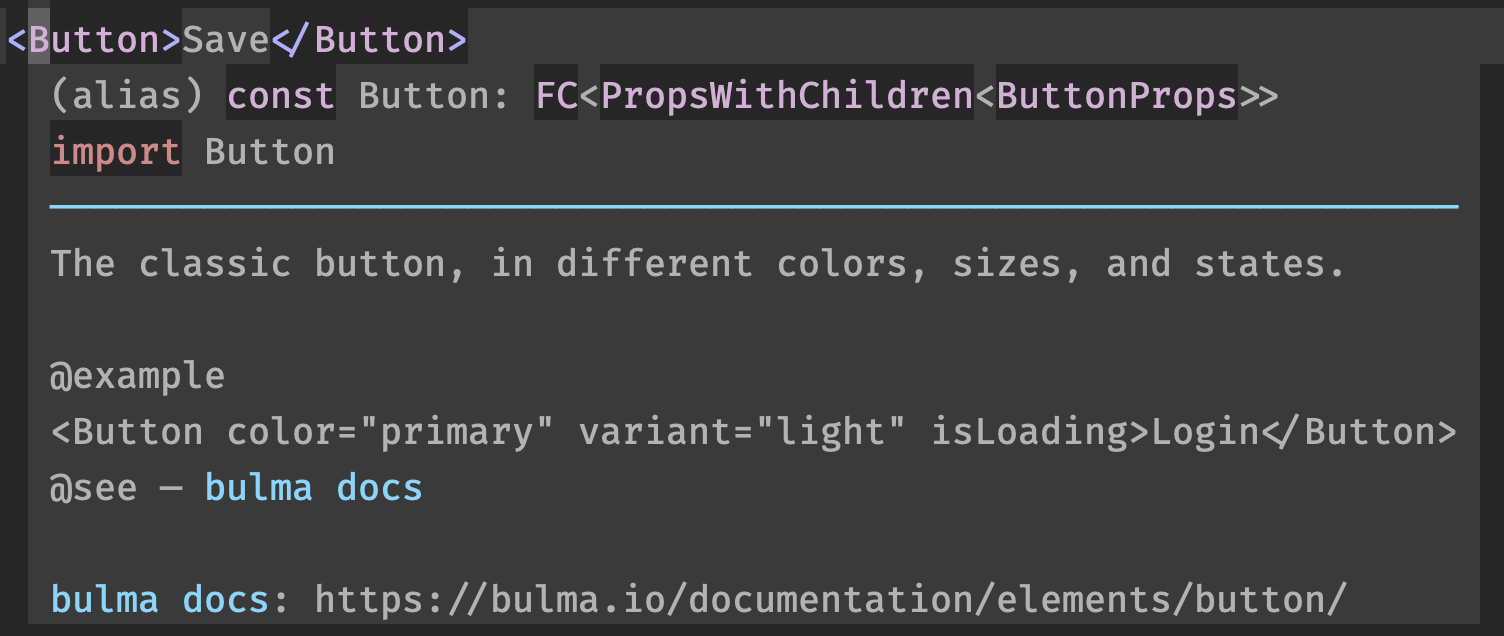 <Button>Save</Button>
(alias) const Button: FC<PropsWithChildren<ButtonProps>>
import Button
The classic button, in different colors, sizes, and states.
@example
<Button color="primary" variant="light" isLoading>Login</Button>
@see — bulma docs
bulma docs: https://bulma.io/documentation/elements/button/